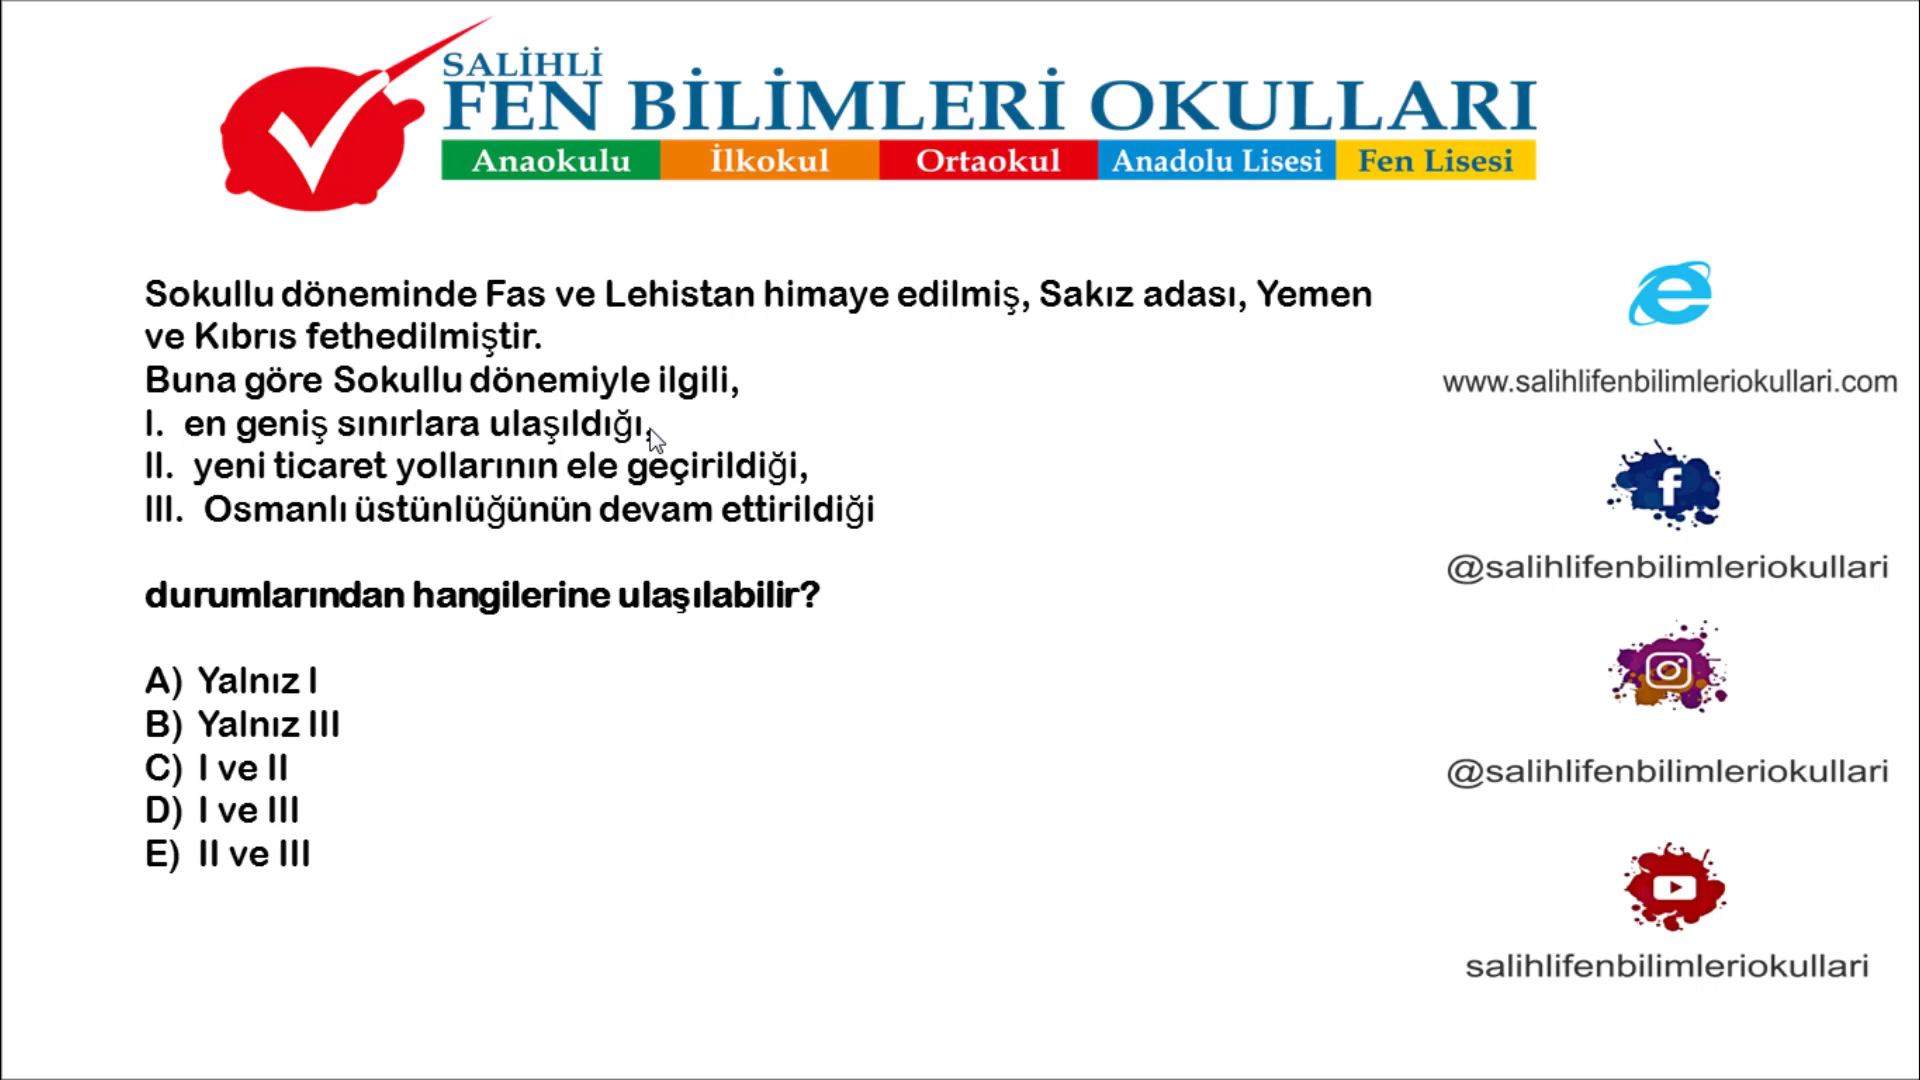 SALİHLİ
FEN BİLİMLERİ OKULLARI
Anaokulu İlkokul Ortaokul Anadolu Lisesi Fen Lisesi
Sokullu döneminde Fas ve Lehistan himaye edilmiş, Sakız adası, Yemen
ve Kıbrıs fethedilmiştir.
Buna göre Sokullu dönemiyle ilgili,
I. en geniş sınırlara ulaşıldığı,
II. yeni ticaret yollarının ele geçirildiği,
III. Osmanlı üstünlüğünün devam ettirildiği
durumlarından hangilerine ulaşılabilir?
A) Yalnız I
B) Yalnız III
C) I ve II
D) I ve III
E) II ve III
www.salihlifenbilimleriokullari.com
@salihlifenbilimleriokullari
@salihlifenbilimleriokullari
salihlifenbilimleriokullari